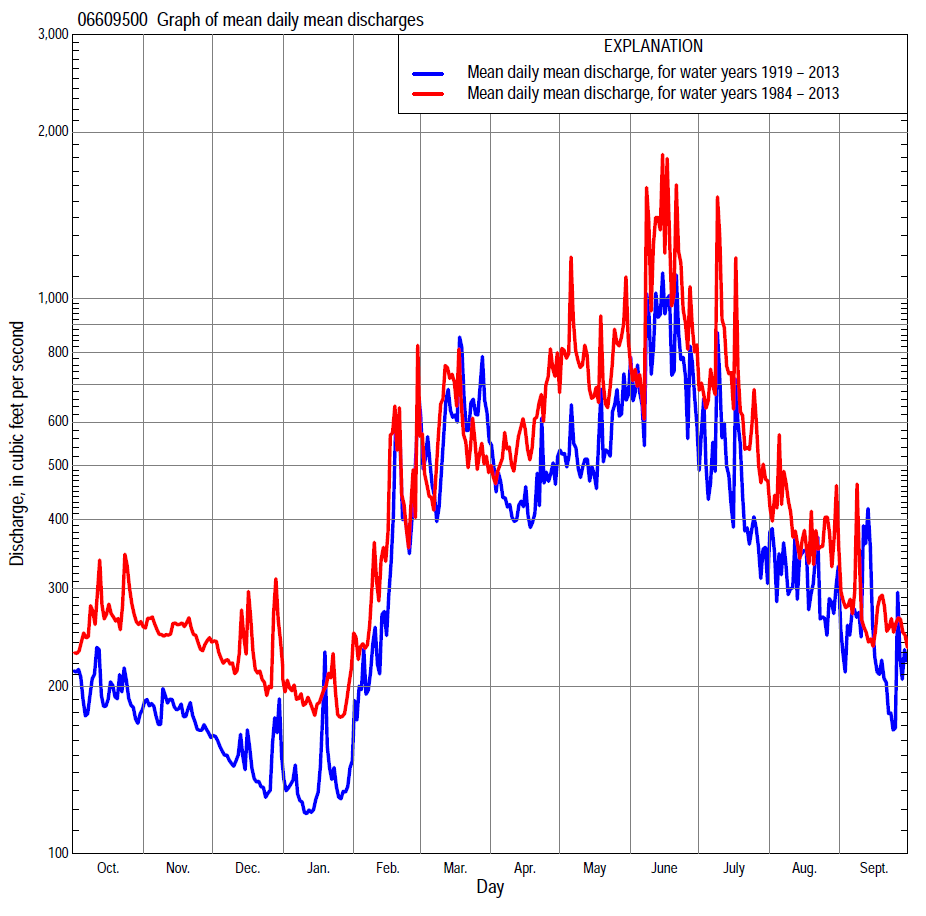 06609500 Graph of mean daily mean discharges
EXPLANATION
Mean daily mean discharge, for water years 1919 – 2013
Mean daily mean discharge, for water years 1984 – 2013
Discharge, in cubic feet per second
3,000
2,000
1,000
800
600
500
400
300
200
100
Oct. Nov. Dec. Jan. Feb. Mar. Apr. May June July Aug. Sept.
Day